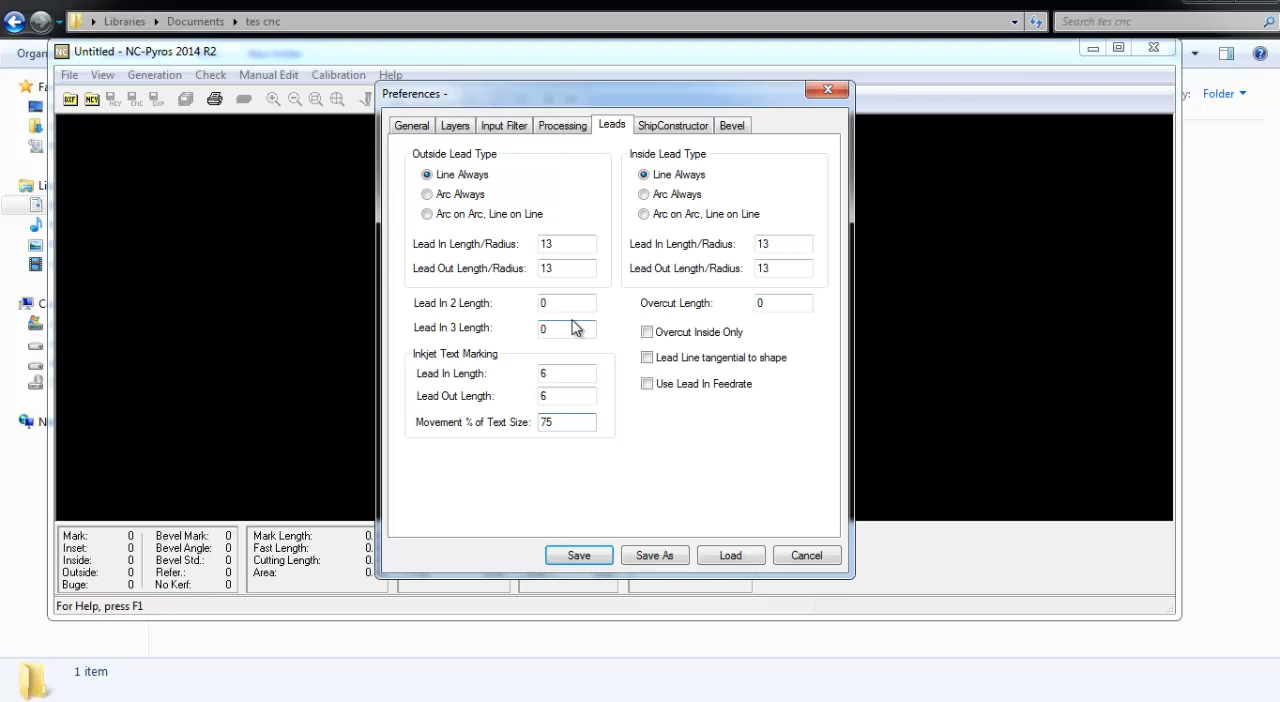 Libraries Documents tes cnc
Search tes cnc
Organ
Untitled - NC-Pyros 2014 R2
Folder
File View Generation Check Manual Edit Calibration Help
DXF NCV
Preferences -
General Layers Input Filter Processing Leads ShipConstructor Bevel
Outside Lead Type
Line Always
Arc Always
Arc on Arc, Line on Line
Lead In Length/Radius: 13
Lead Out Length/Radius: 13
Inside Lead Type
Line Always
Arc Always
Arc on Arc, Line on Line
Lead In Length/Radius: 13
Lead Out Length/Radius: 13
Lead In 2 Length: 0
Lead In 3 Length: 0
Overcut Length: 0
Overcut Inside Only
Lead Line tangential to shape
Use Lead In Feedrate
Inkjet Text Marking
Lead In Length: 6
Lead Out Length: 6
Movement % of Text Size: 75
Save Save As Load Cancel
Mark: 0 Bevel Mark: 0 Mark Length: 0.
Inset: 0 Bevel Angle: 0 Fast Length: 0.
Inside: 0 Bevel Std.: 0 Cutting Length: 0.
Outside: 0 Refer.: 0 Area: 0.
Buge: 0 No Kerf: 0
For Help, press F1
1 item